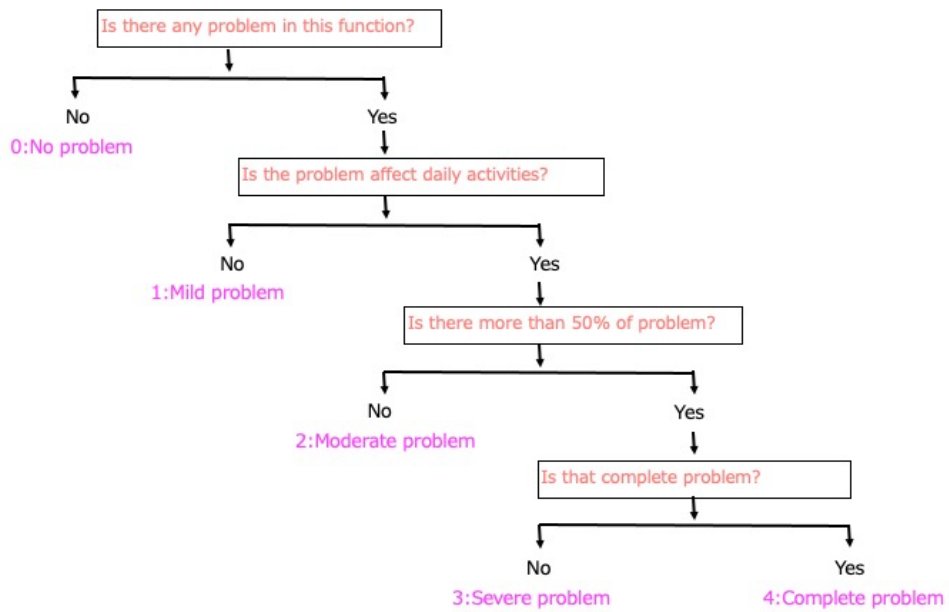 Is there any problem in this function?
No
Yes
0:No problem
Is the problem affect daily activities?
No
Yes
1:Mild problem
Is there more than 50% of problem?
No
Yes
2:Moderate problem
Is that complete problem?
No
Yes
3:Severe problem
4:Complete problem